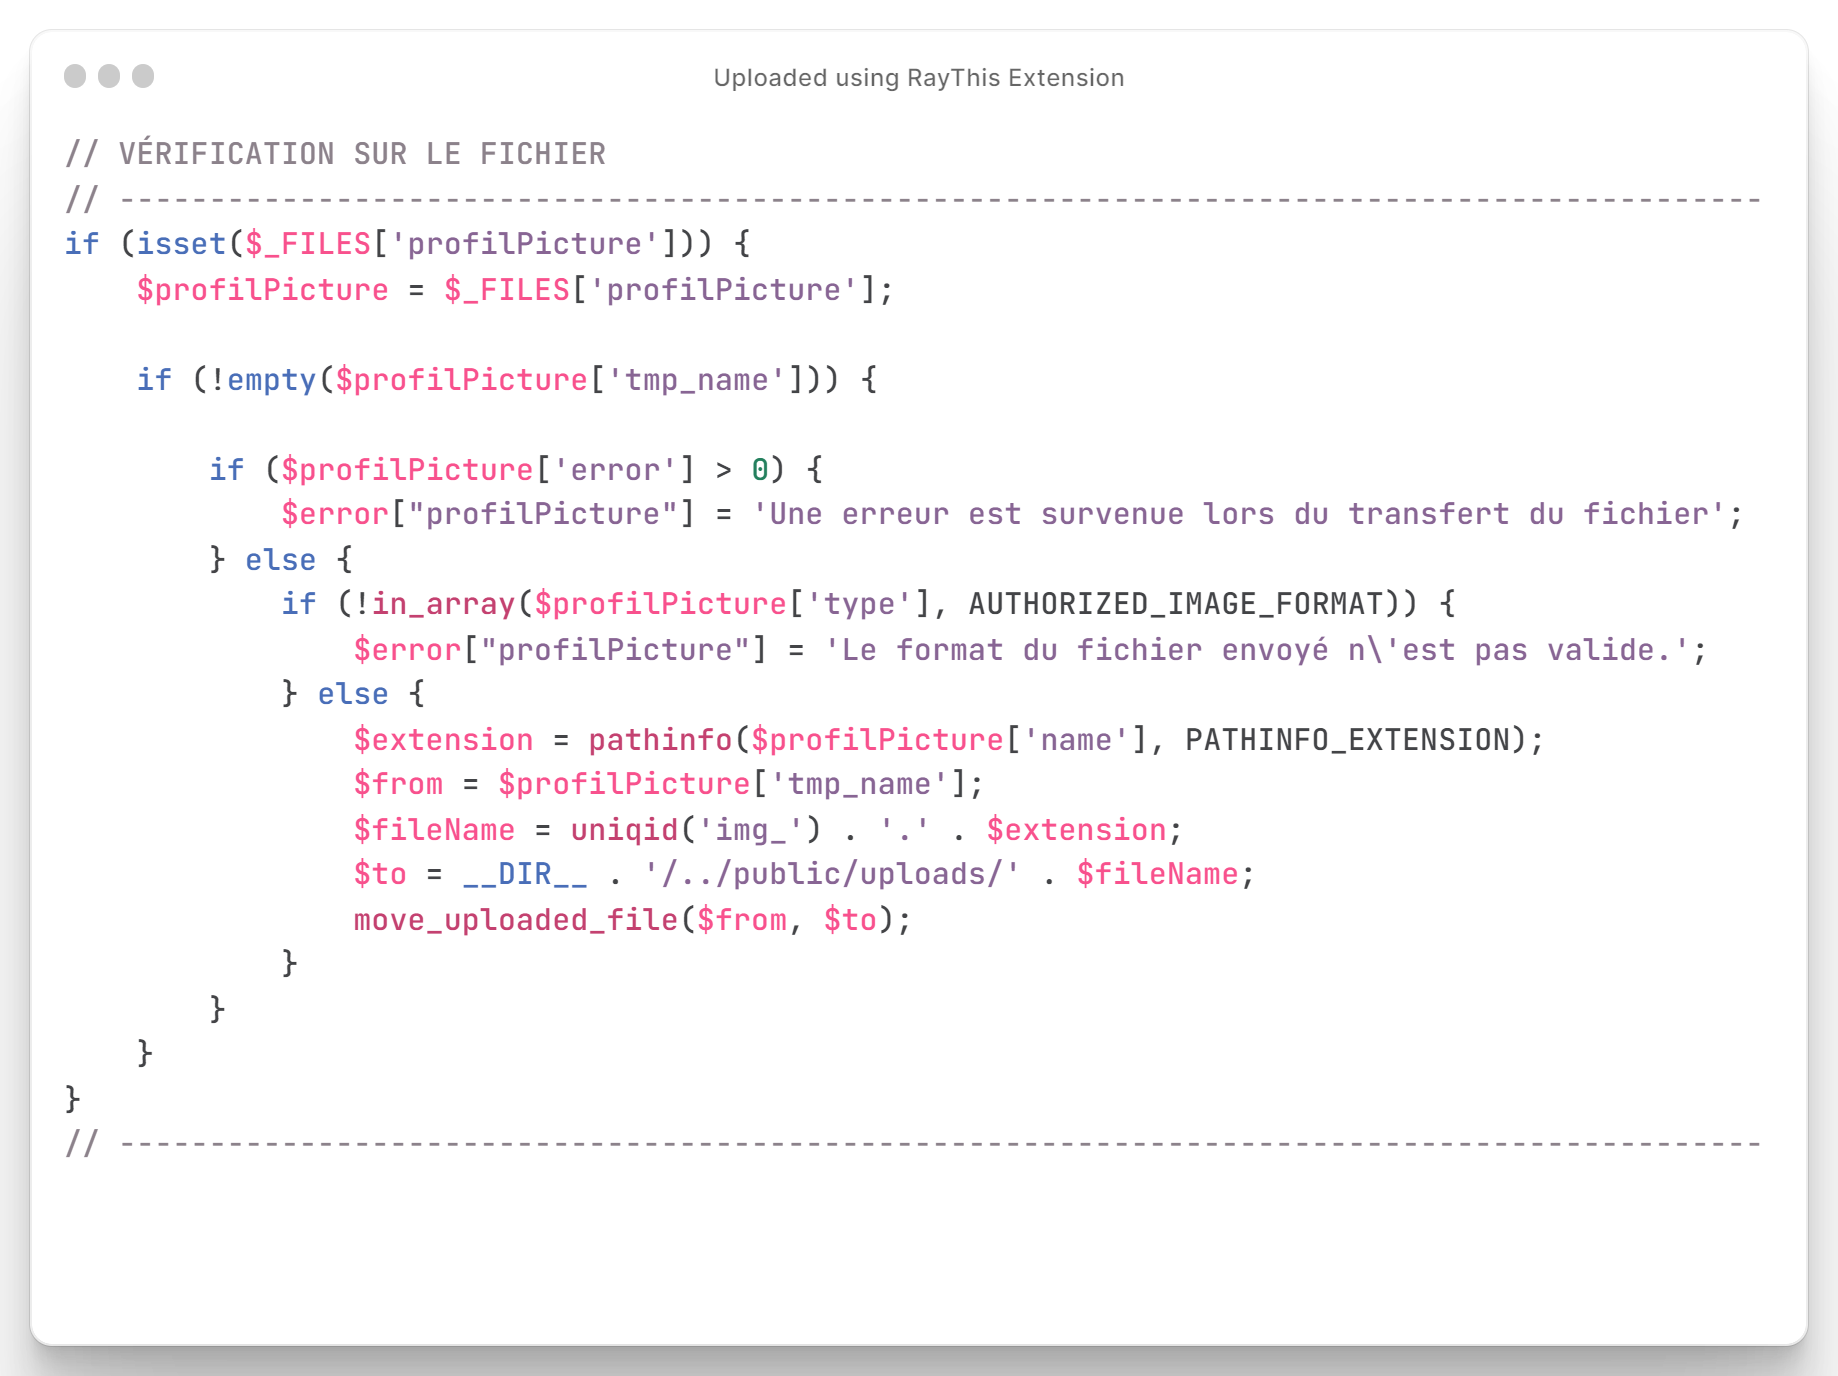 Uploaded using RayThis Extension
// VÉRIFICATION SUR LE FICHIER
// -------------------------------------------------------------------------------------------
if (isset($_FILES['profilPicture'])) {
    $profilPicture = $_FILES['profilPicture'];

    if (!empty($profilPicture['tmp_name'])) {

        if ($profilPicture['error'] > 0) {
            $error["profilPicture"] = 'Une erreur est survenue lors du transfert du fichier';
        } else {
            if (!in_array($profilPicture['type'], AUTHORIZED_IMAGE_FORMAT)) {
                $error["profilPicture"] = 'Le format du fichier envoyé n\'est pas valide.';
            } else {
                $extension = pathinfo($profilPicture['name'], PATHINFO_EXTENSION);
                $from = $profilPicture['tmp_name'];
                $fileName = uniqid('img_') . '.' . $extension;
                $to = __DIR__ . '/../public/uploads/' . $fileName;
                move_uploaded_file($from, $to);
            }
        }
    }
}
// -------------------------------------------------------------------------------------------